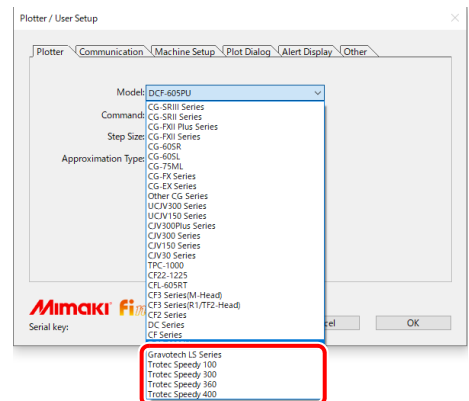 Plotter / User Setup
Plotter Communication Machine Setup Plot Dialog Alert Display Other
Model: DCF-605PU
Command:
Step Size:
Approximation Type:
CG-SRIII Series
CG-SRII Series
CG-FXII Plus Series
CG-FXII Series
CG-60SR
CG-60SL
CG-75ML
CG-FX Series
CG-EX Series
Other CG Series
UCJV300 Series
UCJV150 Series
CJV300Plus Series
CJV300 Series
CJV150 Series
CJV30 Series
TPC-1000
CF22-1225
CFL-605RT
CF3 Series(M-Head)
CF3 Series(R1/TF2-Head)
CF2 Series
DC Series
CF Series
Gravotech LS Series
Trotec Speedy 100
Trotec Speedy 300
Trotec Speedy 360
Trotec Speedy 400
Mimaki
Serial key:
OK